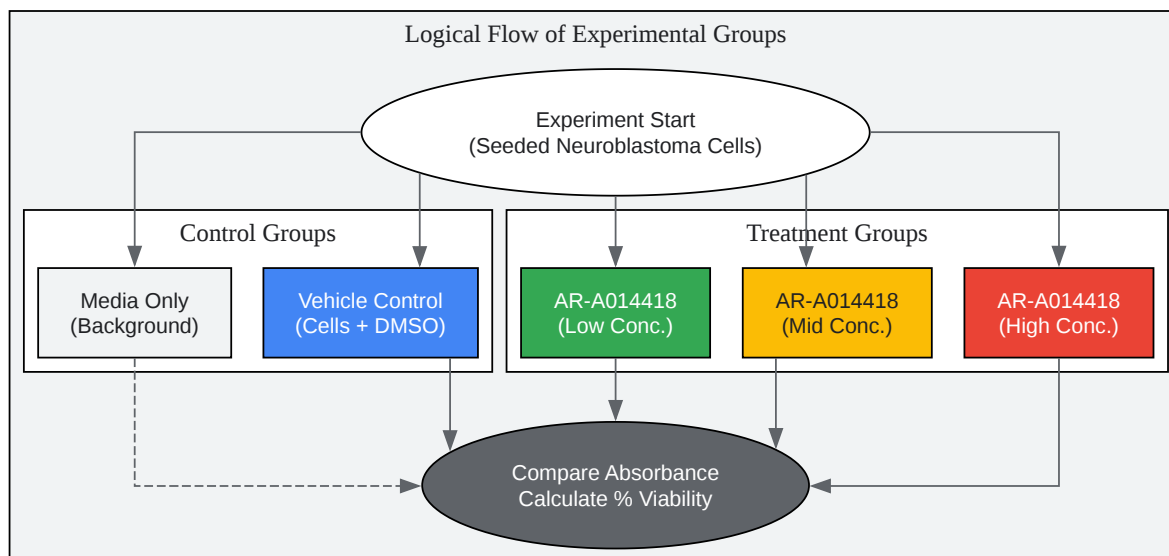 Logical Flow of Experimental Groups
Experiment Start
(Seeded Neuroblastoma Cells)
Control Groups
Treatment Groups
Media Only
(Background)
Vehicle Control
(Cells + DMSO)
AR-A014418
(Low Conc.)
AR-A014418
(Mid Conc.)
AR-A014418
(High Conc.)
Compare Absorbance
Calculate % Viability